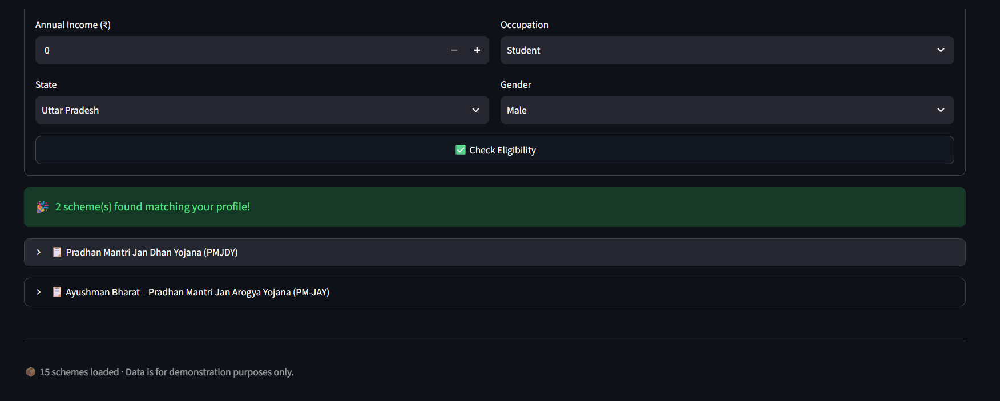 Annual Income (₹)
Occupation
0
Student
State
Gender
Uttar Pradesh
Male
✅ Check Eligibility
🎉 2 scheme(s) found matching your profile!
📋 Pradhan Mantri Jan Dhan Yojana (PMJDY)
📋 Ayushman Bharat – Pradhan Mantri Jan Arogya Yojana (PM-JAY)
📦 15 schemes loaded · Data is for demonstration purposes only.